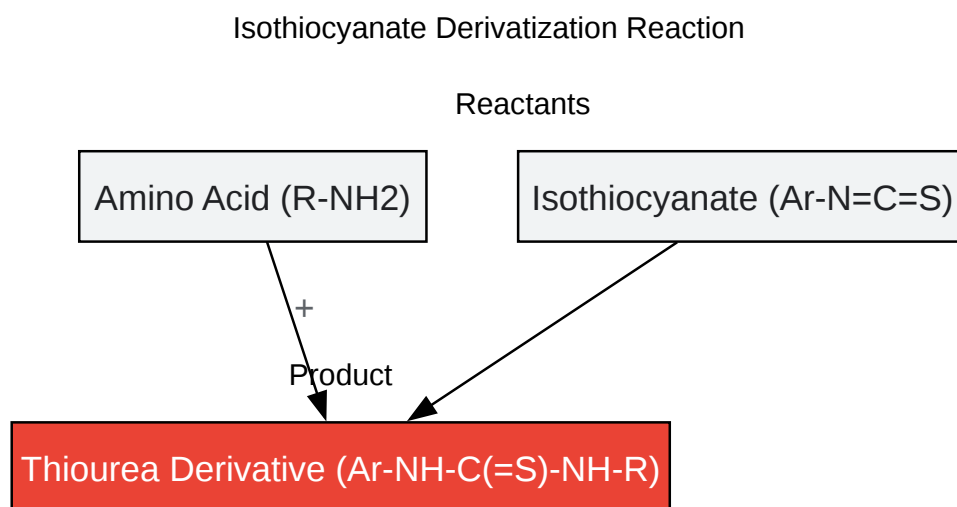 Isothiocyanate Derivatization Reaction
Reactants
Amino Acid (R-NH2)
Isothiocyanate (Ar-N=C=S)
+
Product
Thiourea Derivative (Ar-NH-C(=S)-NH-R)